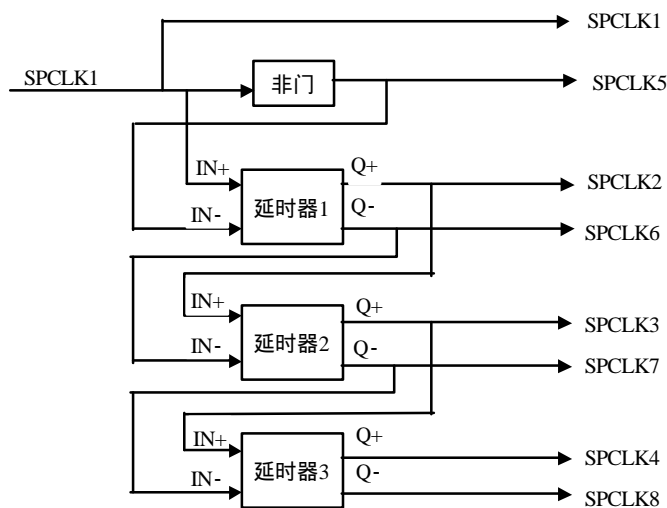 SPCLK1
SPCLK1
非门
SPCLK5
IN+
Q+
SPCLK2
延时器1
IN-
Q-
SPCLK6
IN+
Q+
SPCLK3
延时器2
IN-
Q-
SPCLK7
IN+
Q+
SPCLK4
延时器3
IN-
Q-
SPCLK8